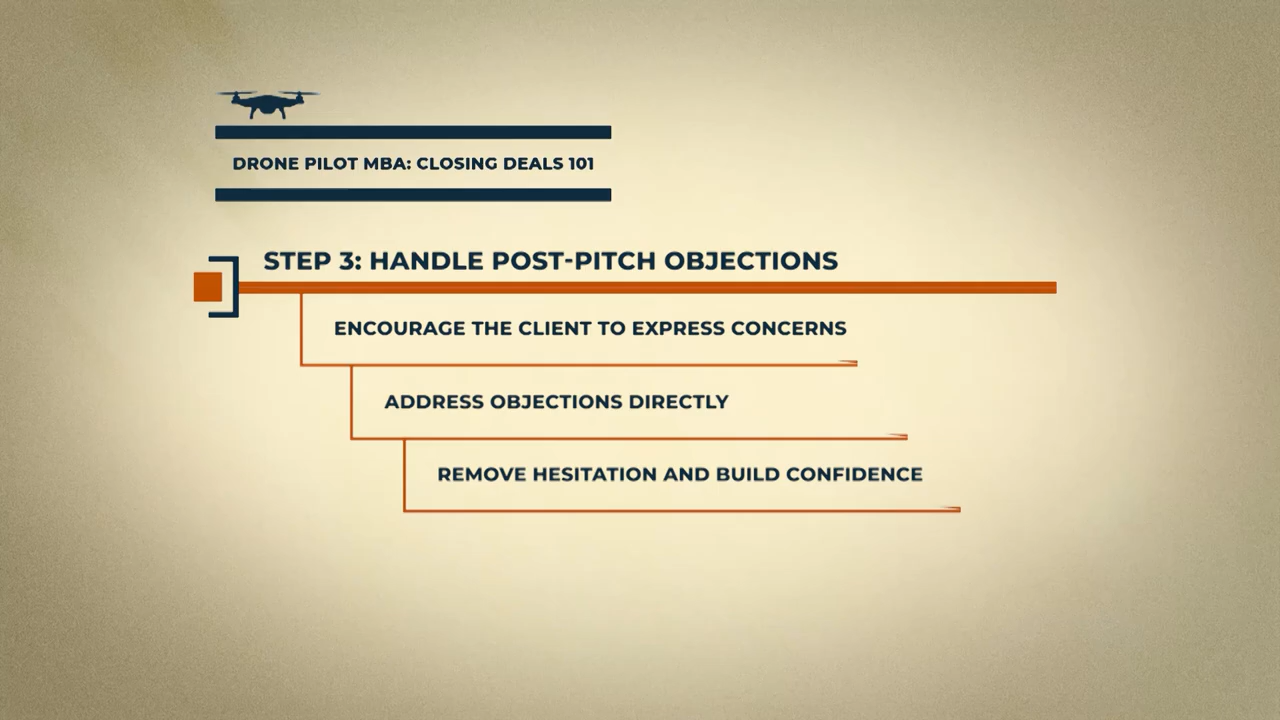 DRONE PILOT MBA: CLOSING DEALS 101
STEP 3: HANDLE POST-PITCH OBJECTIONS
ENCOURAGE THE CLIENT TO EXPRESS CONCERNS
ADDRESS OBJECTIONS DIRECTLY
REMOVE HESITATION AND BUILD CONFIDENCE